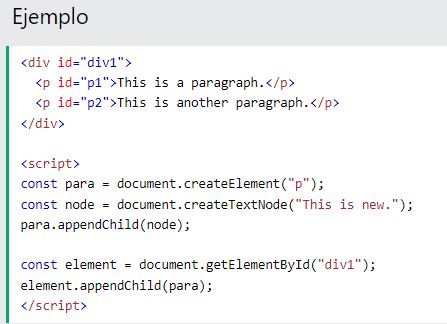 Ejemplo
<div id="div1">
  <p id="p1">This is a paragraph.</p>
  <p id="p2">This is another paragraph.</p>
</div>

<script>
const para = document.createElement("p");
const node = document.createTextNode("This is new.");
para.appendChild(node);

const element = document.getElementById("div1");
element.appendChild(para);
</script>